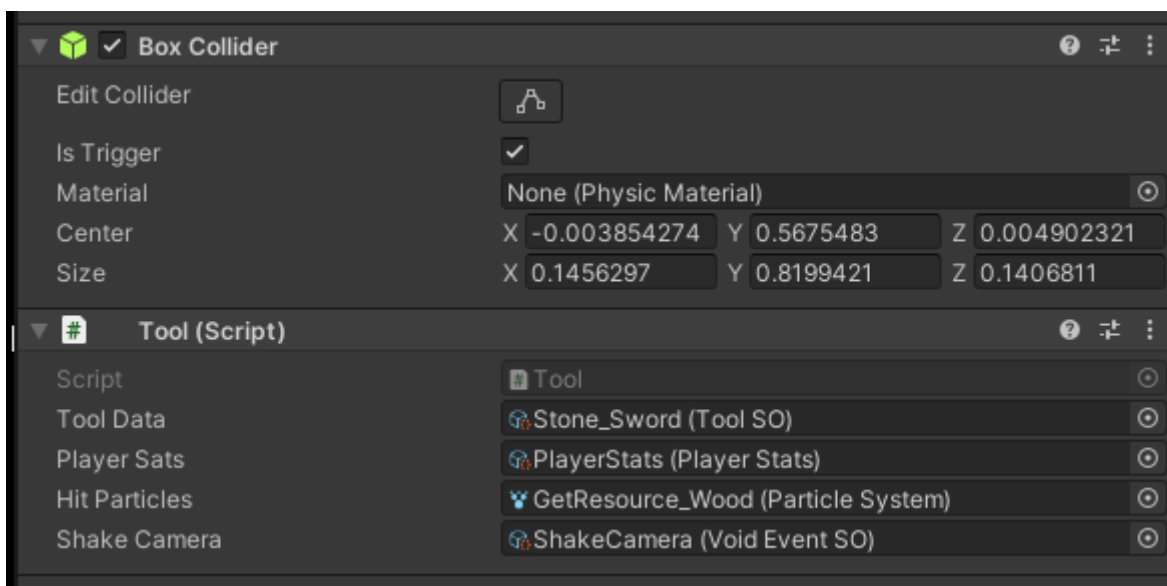 Box Collider
Edit Collider
Is Trigger
Material None (Physic Material)
Center X -0.003854274 Y 0.5675483 Z 0.004902321
Size X 0.1456297 Y 0.8199421 Z 0.1406811
# Tool (Script)
Script # Tool
Tool Data Stone_Sword (Tool SO)
Player Sats PlayerStats (Player Stats)
Hit Particles GetResource_Wood (Particle System)
Shake Camera ShakeCamera (Void Event SO)